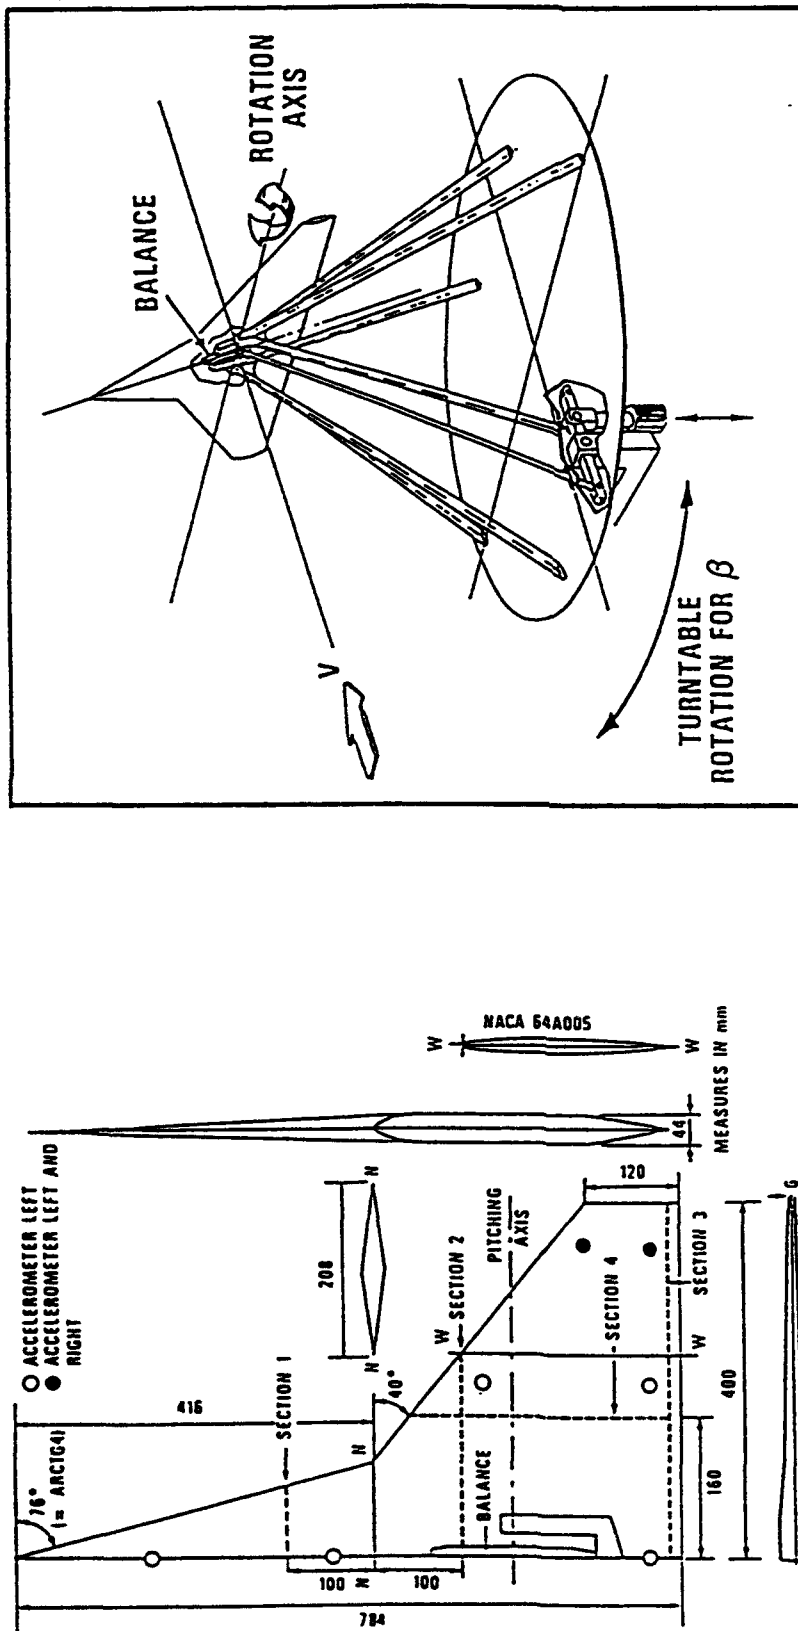 BALANCE
ROTATION
AXIS
V
TURNTABLE
ROTATION FOR β
○ ACCELEROMETER LEFT
● ACCELEROMETER LEFT AND
RIGHT
76°
(= ARCTG4)
416
SECTION 1
N
208
N
N
40°
100
N
100
784
W
SECTION 2
PITCHING
AXIS
BALANCE
SECTION 4
120
SECTION 3
W
160
400
W
NACA 64A005
W
44
MEASURES IN mm